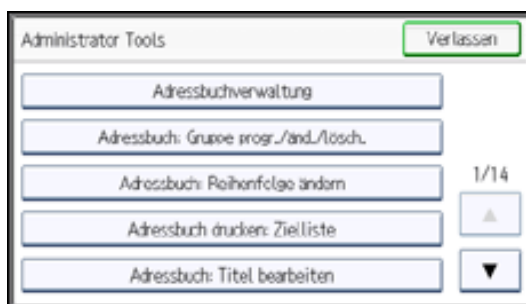 Administrator Tools
Verlassen
Adressbuchverwaltung
Adressbuch: Gruppe progr./änd./lösch.
Adressbuch: Reihenfolge ändern
1/14
Adressbuch drucken: Zielliste
Adressbuch: Titel bearbeiten